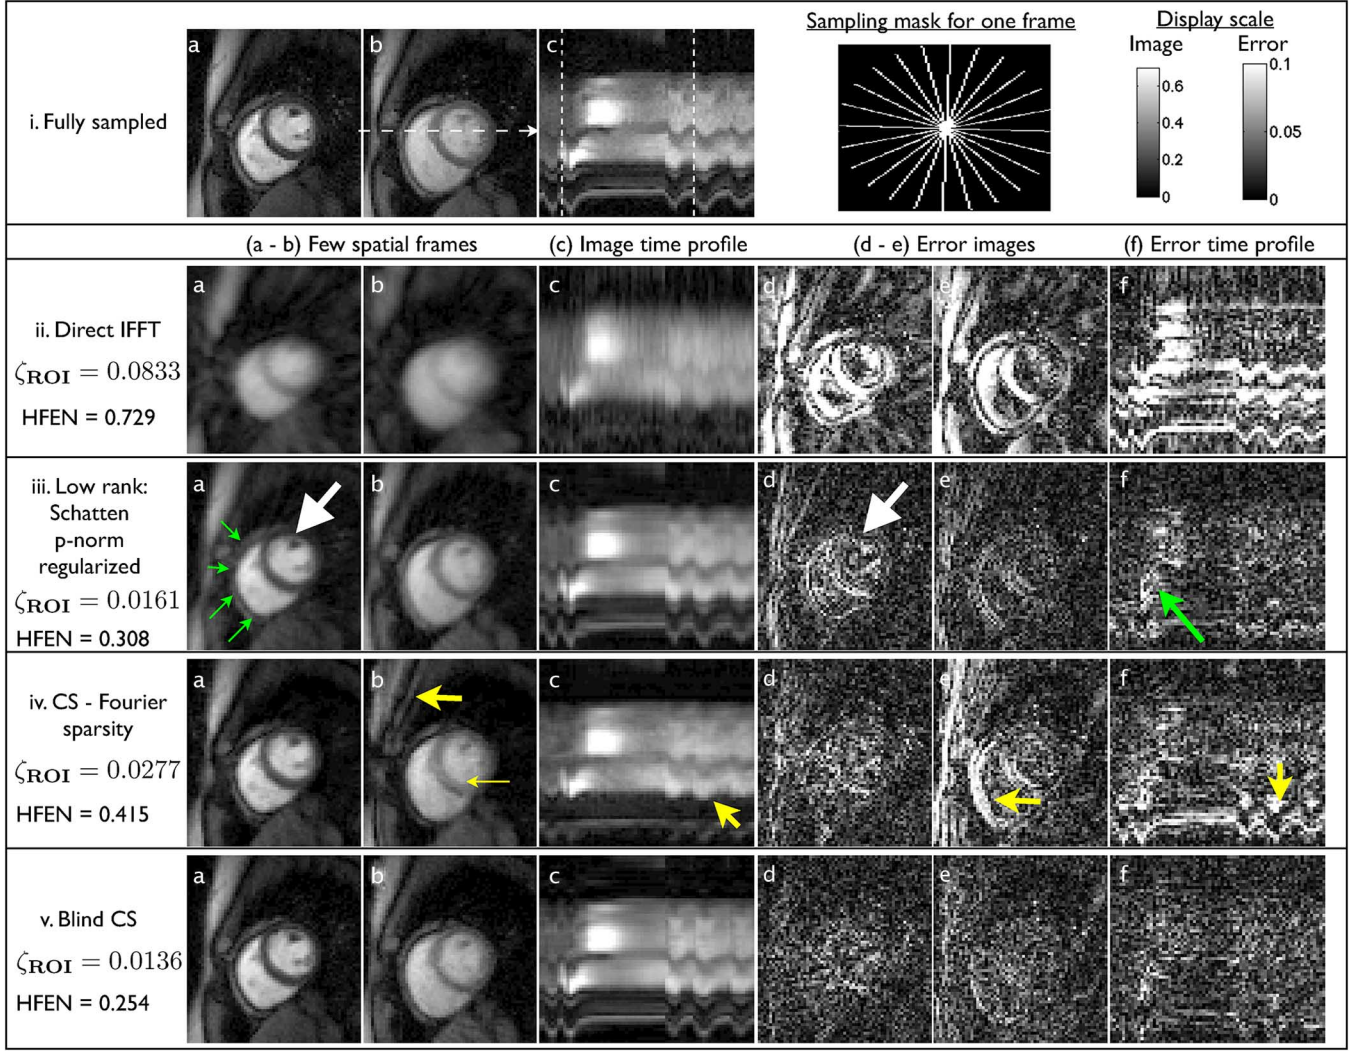 Sampling mask for one frame
Display scale
Image
Error
a
b
c
i. Fully sampled
0.6
0.4
0.2
0
0.1
0.05
0
(a - b) Few spatial frames
(c) Image time profile
(d - e) Error images
(f) Error time profile
a
b
c
d
e
f
ii. Direct IFFT
ζROI = 0.0833
HFEN = 0.729
a
b
c
d
e
f
iii. Low rank:
Schatten
p-norm
regularized
ζROI = 0.0161
HFEN = 0.308
a
b
c
d
e
f
iv. CS - Fourier
sparsity
ζROI = 0.0277
HFEN = 0.415
a
b
c
d
e
f
v. Blind CS
ζROI = 0.0136
HFEN = 0.254